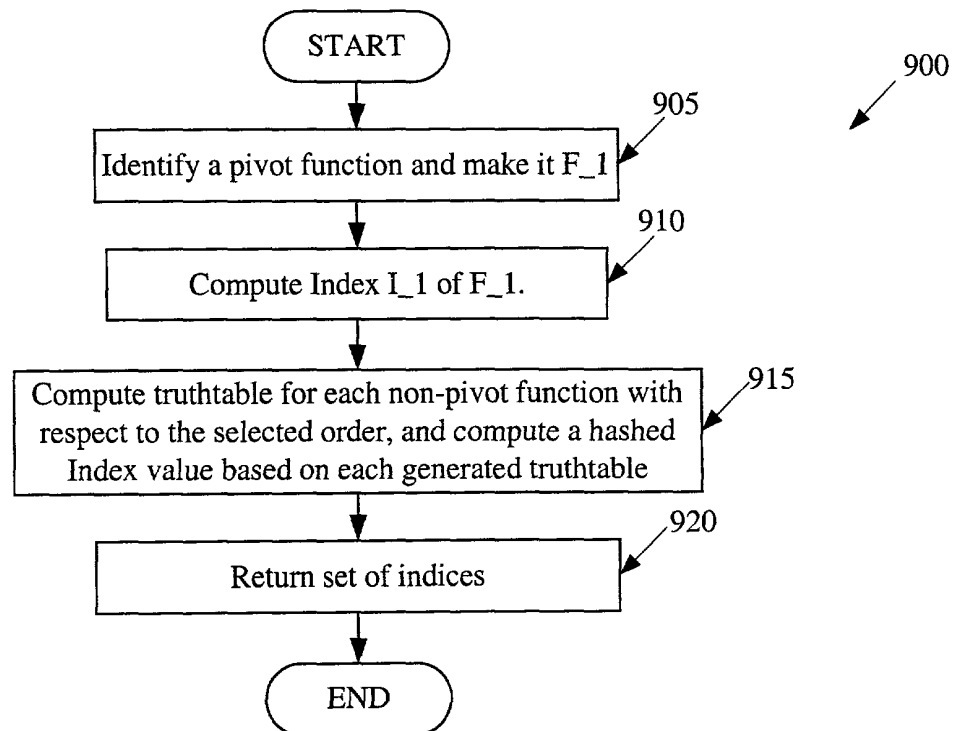 START
900
905
Identify a pivot function and make it F_1
910
Compute Index I_1 of F_1.
915
Compute truthtable for each non-pivot function with
respect to the selected order, and compute a hashed
Index value based on each generated truthtable
920
Return set of indices
END